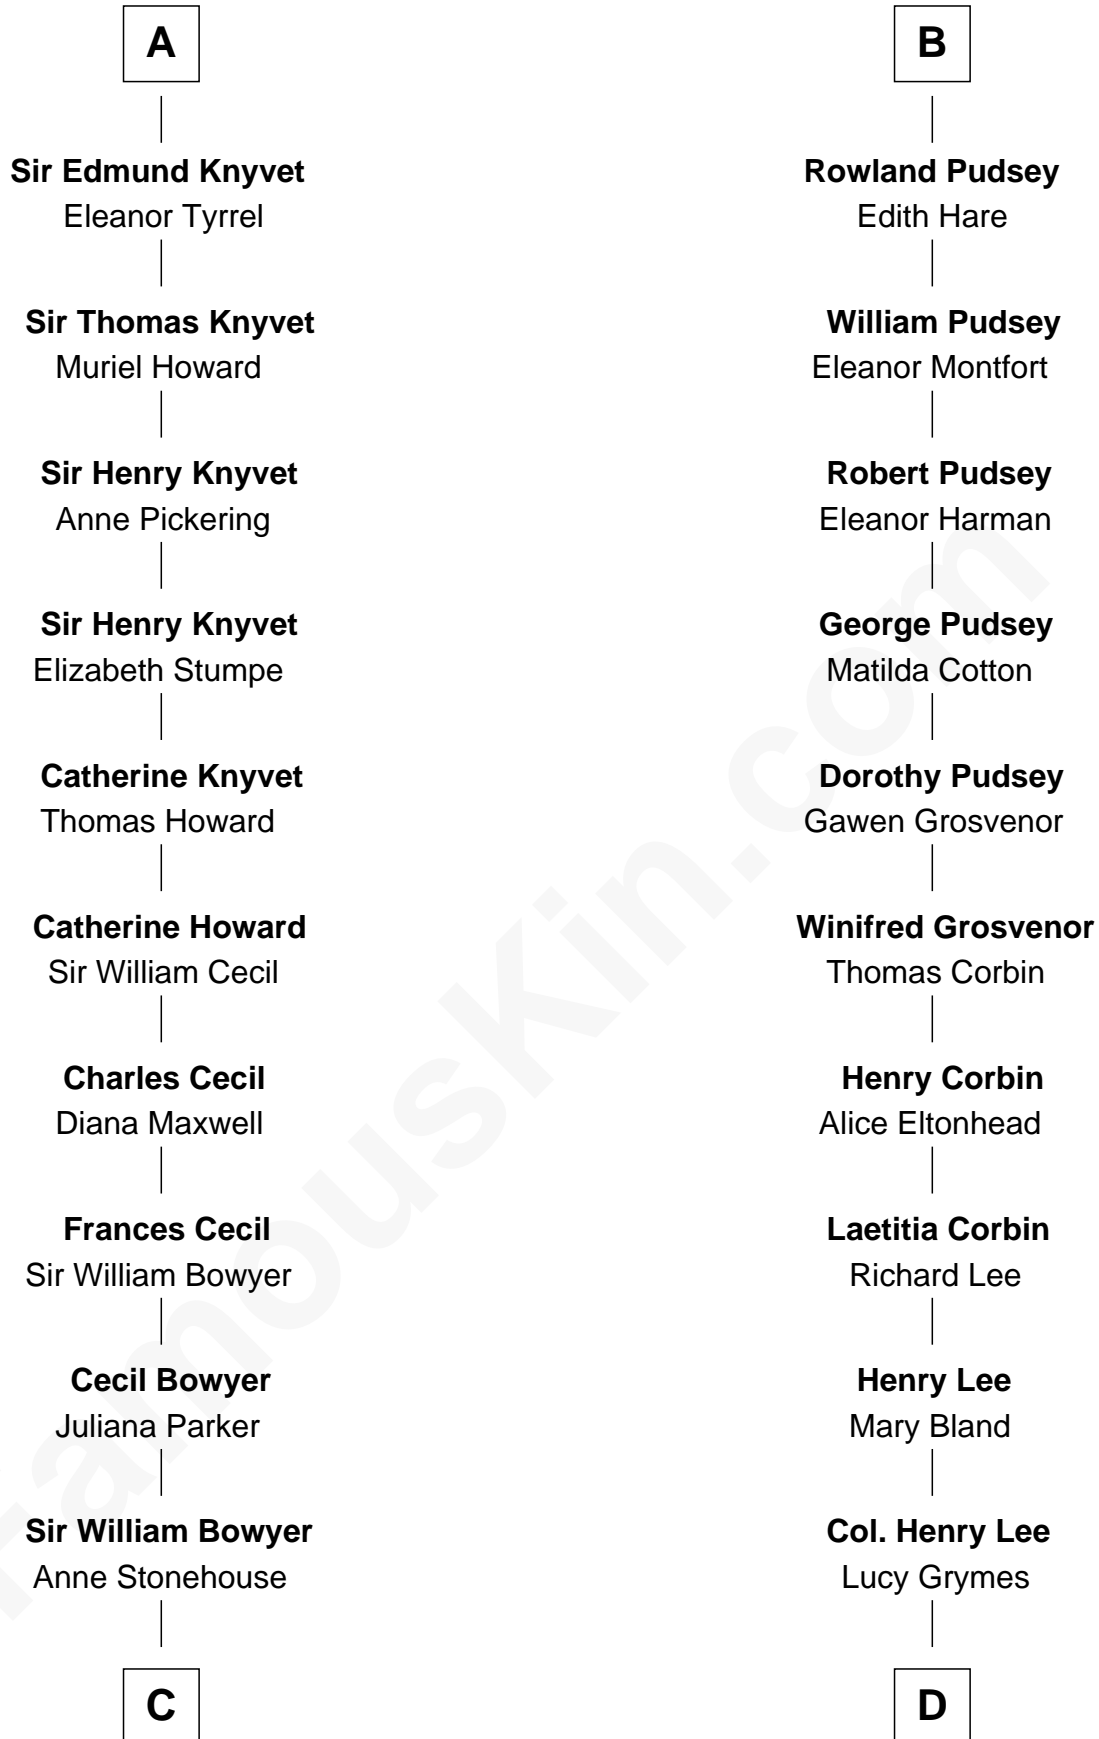 A
Sir Edmund Knyvet
Eleanor Tyrrel
Sir Thomas Knyvet
Muriel Howard
Sir Henry Knyvet
Anne Pickering
Sir Henry Knyvet
Elizabeth Stumpe
Catherine Knyvet
Thomas Howard
Catherine Howard
Sir William Cecil
Charles Cecil
Diana Maxwell
Frances Cecil
Sir William Bowyer
Cecil Bowyer
Juliana Parker
Sir William Bowyer
Anne Stonehouse
C
B
Rowland Pudsey
Edith Hare
William Pudsey
Eleanor Montfort
Robert Pudsey
Eleanor Harman
George Pudsey
Matilda Cotton
Dorothy Pudsey
Gawen Grosvenor
Winifred Grosvenor
Thomas Corbin
Henry Corbin
Alice Eltonhead
Laetitia Corbin
Richard Lee
Henry Lee
Mary Bland
Col. Henry Lee
Lucy Grymes
D
FamousKin.com